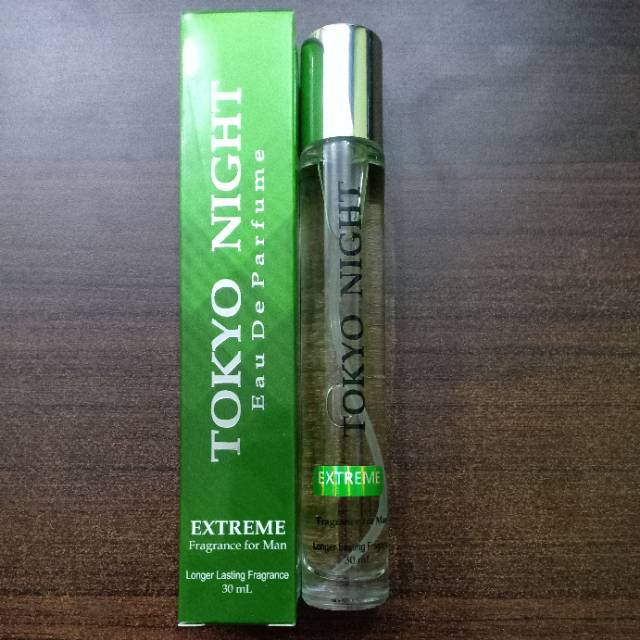 TOKYO NIGHT
Eau De Parfume
EXTREME
Fragrance for Man
Longer Lasting Fragrance
30 mL
TOKYO NIGHT
EXTREME
Fragrance for Man
Longer Lasting Fragrance
30 mL